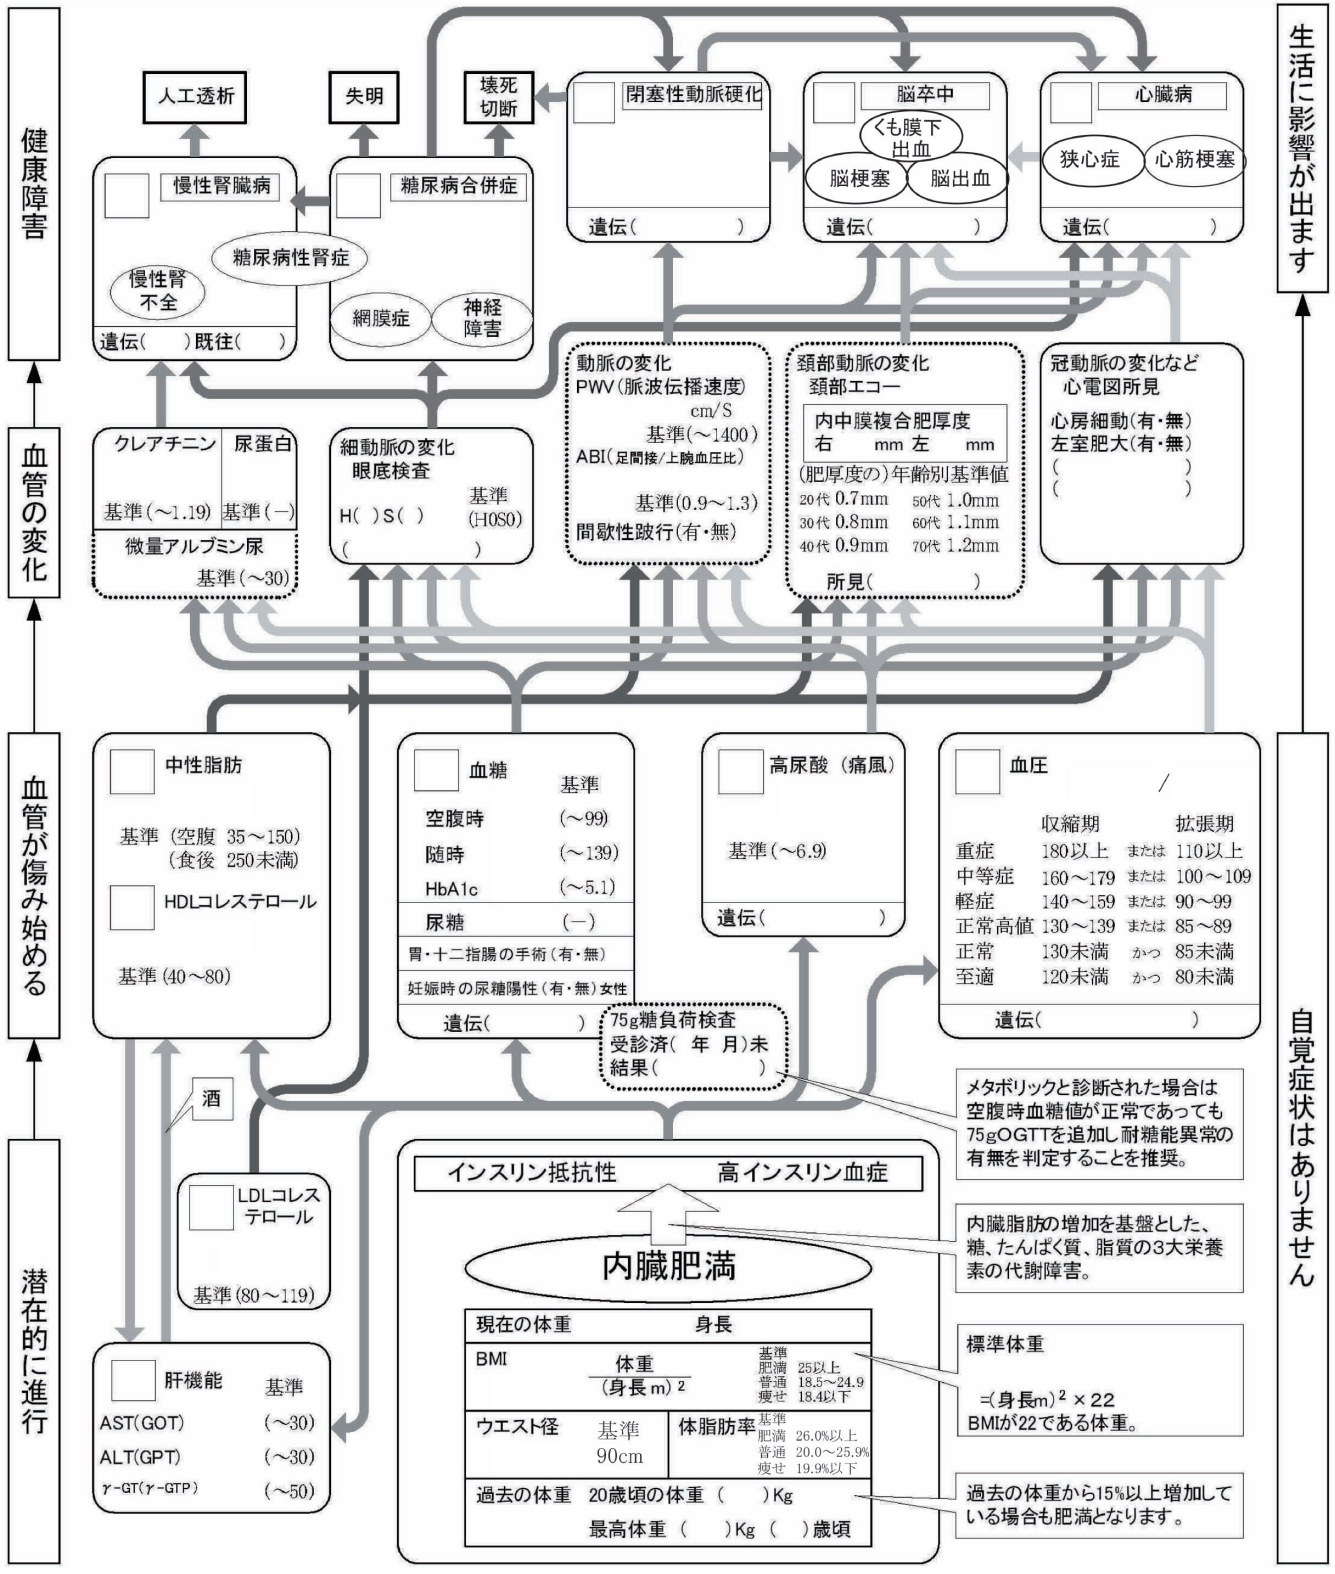 健康障害
血管の変化
血管が傷み始める
潜在的に進行
生活に影響が出ます
自覚症状はありません
人工透析
失明
壊死
切断
閉塞性動脈硬化
遺伝(　　　)
脳卒中
くも膜下
出血
脳梗塞
脳出血
遺伝(　　　)
心臓病
狭心症
心筋梗塞
遺伝(　　　)
慢性腎臓病
糖尿病性腎症
慢性腎
不全
遺伝(　　)既往(　　)
糖尿病合併症
網膜症
神経
障害
クレアチニン
基準(～1.19)
尿蛋白
基準(－)
微量アルブミン尿
基準(～30)
細動脈の変化
眼底検査
基準
H(　)S(　)　(H0S0)
(　　　　　)
動脈の変化
PWV(脈波伝播速度)
cm/S
基準(～1400)
ABI(足間接/上腕血圧比)
基準(0.9～1.3)
間歇性跛行(有・無)
頚部動脈の変化
頚部エコー
内中膜複合肥厚度
右　　mm 左　　mm
(肥厚度の)年齢別基準値
20代 0.7mm　50代 1.0mm
30代 0.8mm　60代 1.1mm
40代 0.9mm　70代 1.2mm
所見(　　　　)
冠動脈の変化など
心電図所見
心房細動(有・無)
左室肥大(有・無)
(　　　　　)
(　　　　　)
中性脂肪
基準(空腹 35～150)
(食後 250未満)
HDLコレステロール
基準(40～80)
血糖
基準
空腹時　(～99)
随時　(～139)
HbA1c　(～5.1)
尿糖　(－)
胃・十二指腸の手術(有・無)
妊娠時の尿糖陽性(有・無)女性
遺伝(　　　)
75g糖負荷検査
受診済(　年　月)未
結果(　　　　)
高尿酸(痛風)
基準(～6.9)
遺伝(　　　　)
血圧
/
収縮期　拡張期
重症　180以上　または　110以上
中等症　160～179　または　100～109
軽症　140～159　または　90～99
正常高値　130～139　または　85～89
正常　130未満　かつ　85未満
至適　120未満　かつ　80未満
遺伝(　　　　　　)
酒
LDLコレス
テロール
基準(80～119)
肝機能
基準
AST(GOT)　(～30)
ALT(GPT)　(～30)
γ-GT(γ-GTP)　(～50)
インスリン抵抗性　高インスリン血症
内臓肥満
現在の体重　身長
BMI
体重
(身長m)²
基準
肥満　25以上
普通　18.5～24.9
痩せ　18.4以下
ウエスト径　基準
90cm
体脂肪率
基準
肥満　26.0%以上
普通　20.0～25.9%
痩せ　19.9%以下
過去の体重　20歳頃の体重　(　　)Kg
最高体重　(　　)Kg　(　　)歳頃
メタボリックと診断された場合は
空腹時血糖値が正常であっても
75gOGTTを追加し耐糖能異常の
有無を判定することを推奨。
内臓脂肪の増加を基盤とした、
糖、たんぱく質、脂質の3大栄養
素の代謝障害。
標準体重
=(身長m)²×22
BMIが22である体重。
過去の体重から15%以上増加して
いる場合も肥満となります。